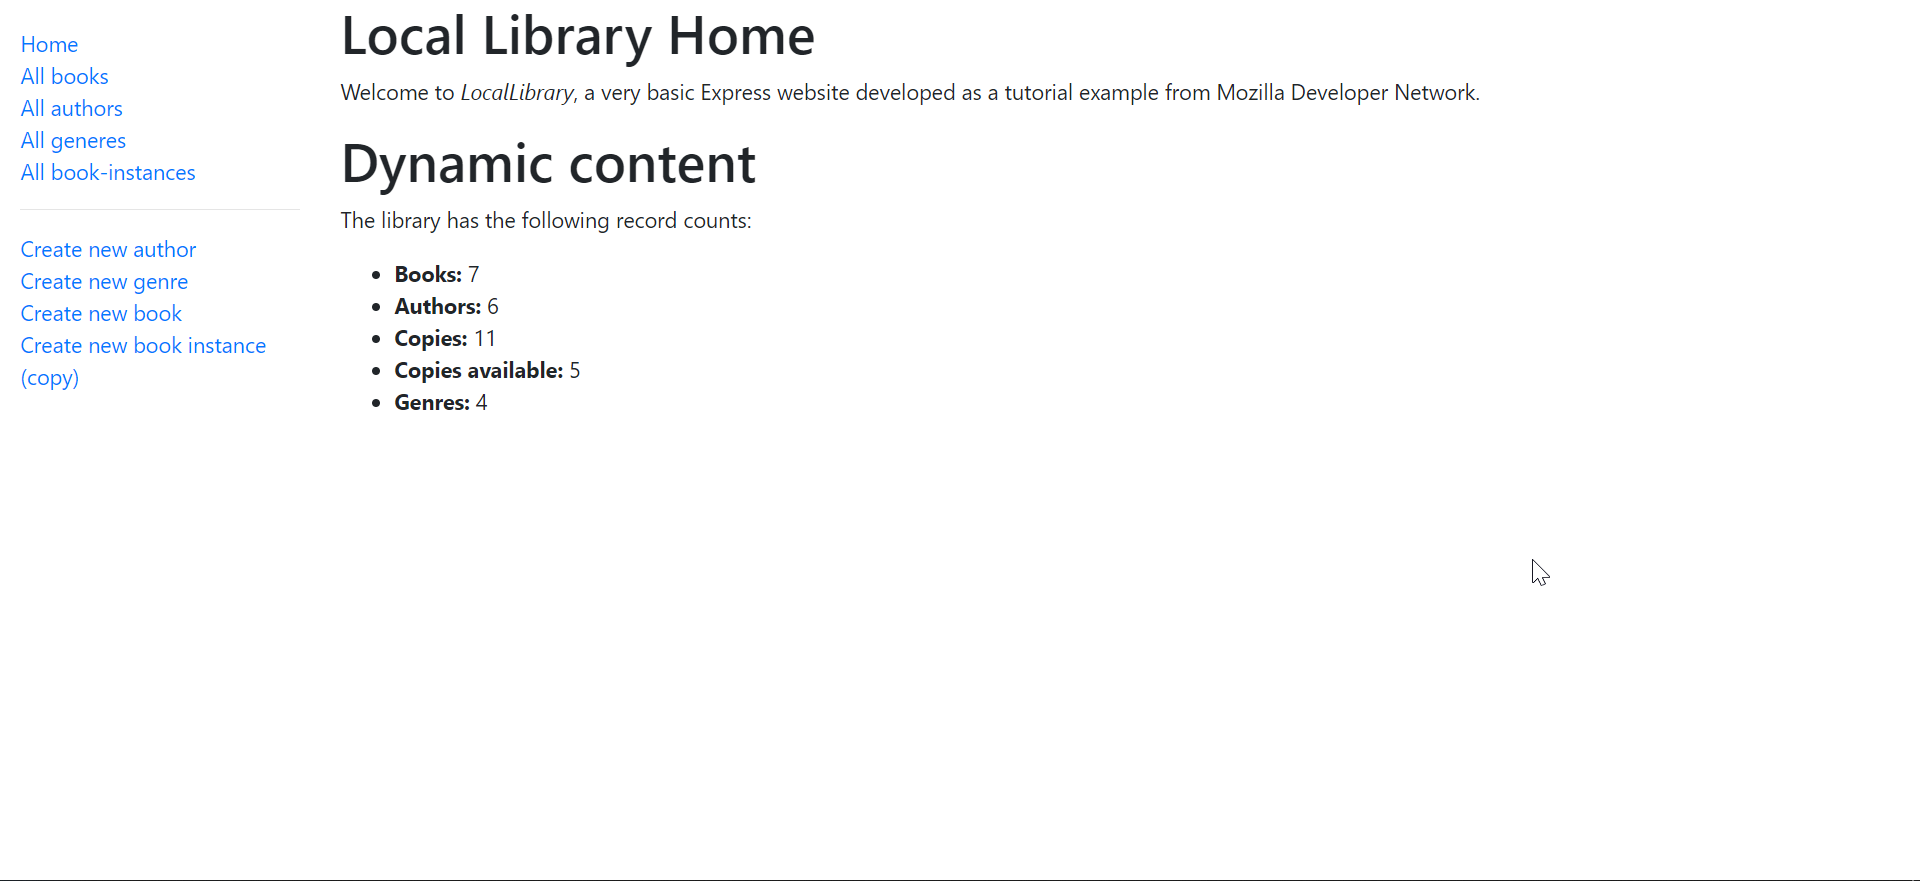 Home
All books
All authors
All generes
All book-instances
Create new author
Create new genre
Create new book
Create new book instance
(copy)
Local Library Home
Welcome to LocalLibrary, a very basic Express website developed as a tutorial example from Mozilla Developer Network.
Dynamic content
The library has the following record counts:
Books: 7
Authors: 6
Copies: 11
Copies available: 5
Genres: 4